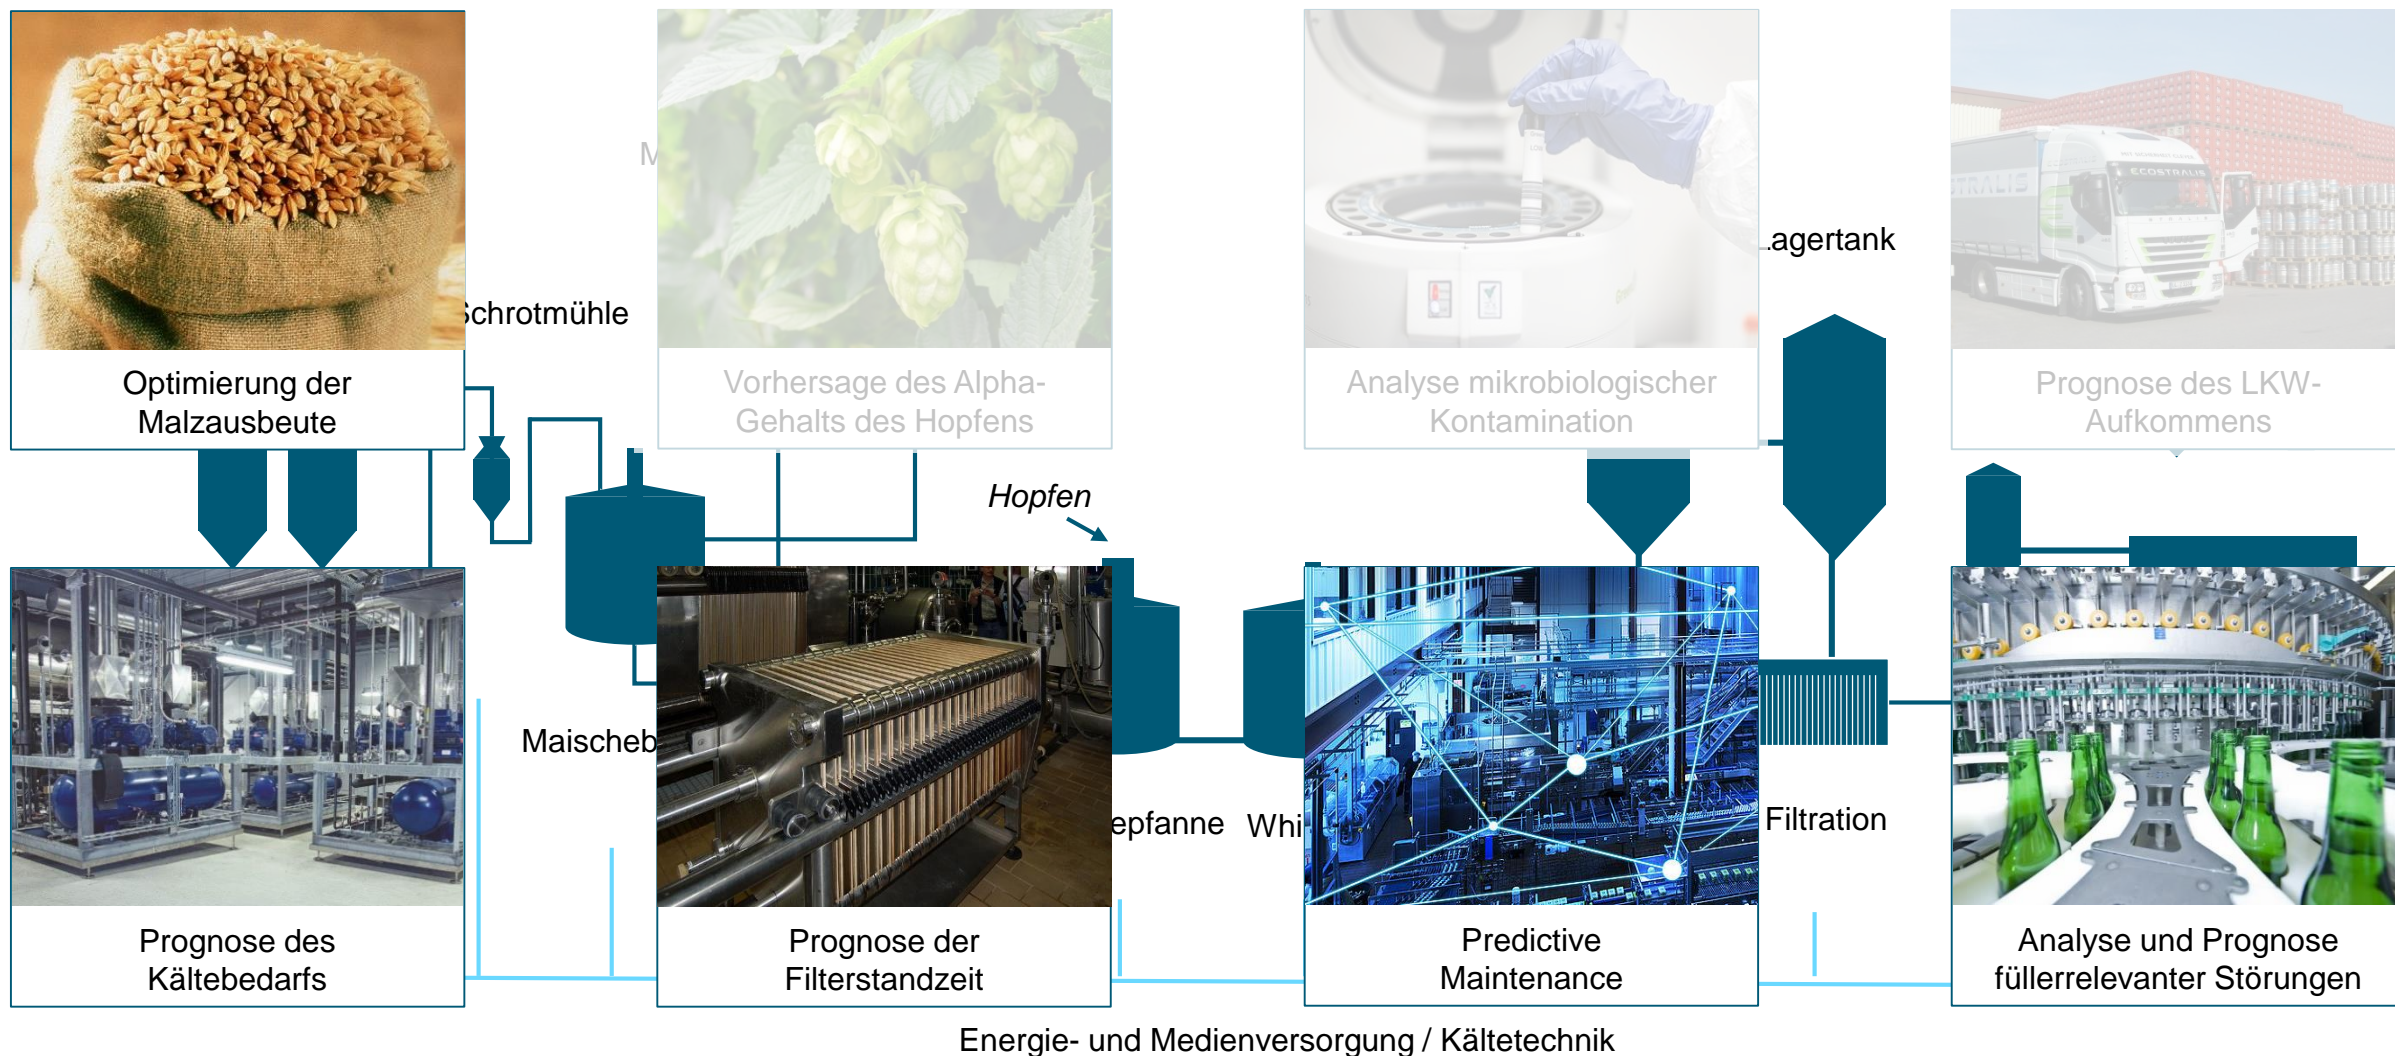 Optimierung der
Malzausbeute
Vorhersage des Alpha-
Gehalts des Hopfens
Analyse mikrobiologischer
Kontamination
Prognose des LKW-
Aufkommens
M
chrotmühle
agertank
ECOSTRALIS
STRALIS
Hopfen
Maischeb
epfanne
Whi
Filtration
Prognose des
Kältebedarfs
Prognose der
Filterstandzeit
Predictive
Maintenance
Analyse und Prognose
füllerrelevanter Störungen
Energie- und Medienversorgung / Kältetechnik